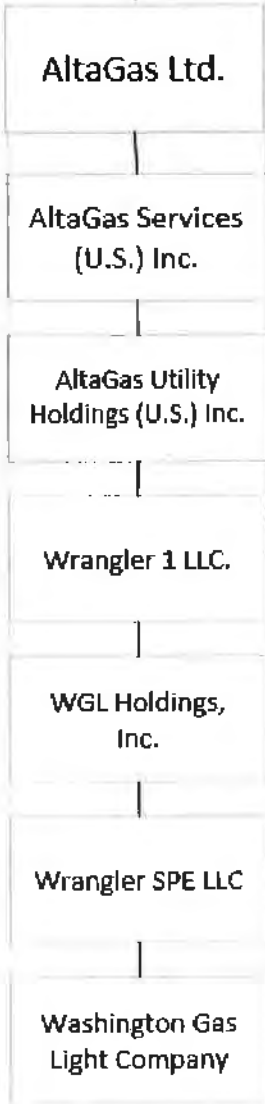 AltaGas Ltd.
AltaGas Services
(U.S.) Inc.
AltaGas Utility
Holdings (U.S.) Inc.
Wrangler 1 LLC.
WGL Holdings,
Inc.
Wrangler SPE LLC
Washington Gas
Light Company